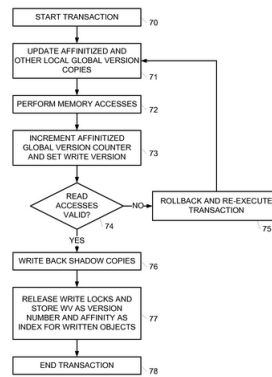 START TRANSACTION
70
UPDATE AFFINITIZED AND
OTHER LOCAL GLOBAL VERSION
COPIES
71
PERFORM MEMORY ACCESSES
72
INCREMENT AFFINITIZED
GLOBAL VERSION COUNTER
AND SET WRITE VERSION
73
READ
ACCESSES
VALID?
74
NO
ROLLBACK AND RE-EXECUTE
TRANSACTION
75
YES
WRITE BACK SHADOW COPIES
76
RELEASE WRITE LOCKS AND
STORE WV AS VERSION
NUMBER AND AFFINITY AS
INDEX FOR WRITTEN OBJECTS
77
END TRANSACTION
78